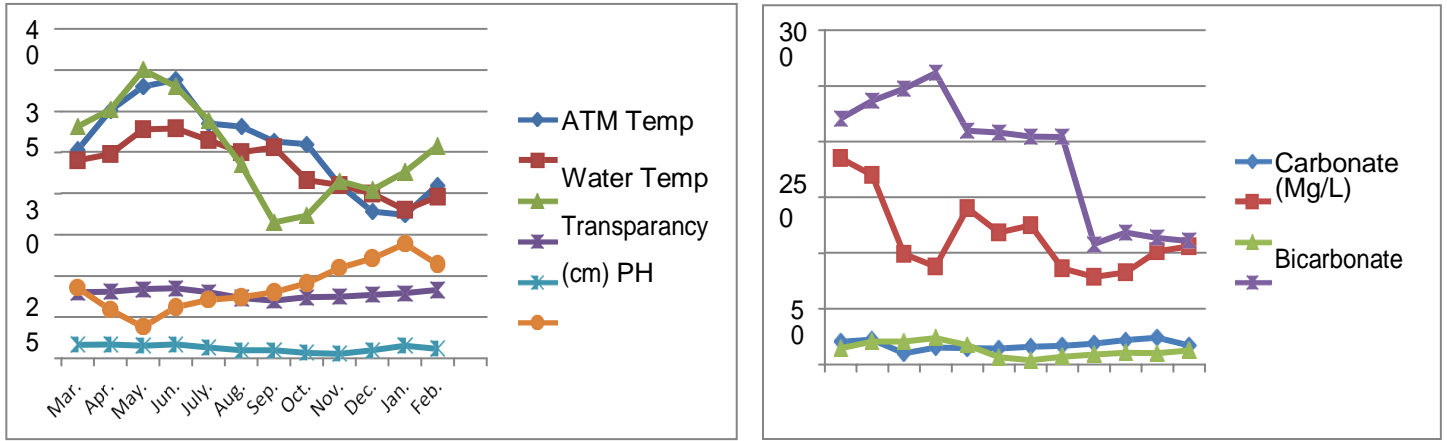 4
0
3
5
3
0
2
5
Mar.
Apr.
May.
Jun.
July.
Aug.
Sep.
Oct.
Nov.
Dec.
Jan.
Feb.
ATM Temp
Water Temp
Transparancy
(cm) PH
30
0
25
0
5
0
Carbonate
(Mg/L)
Bicarbonate